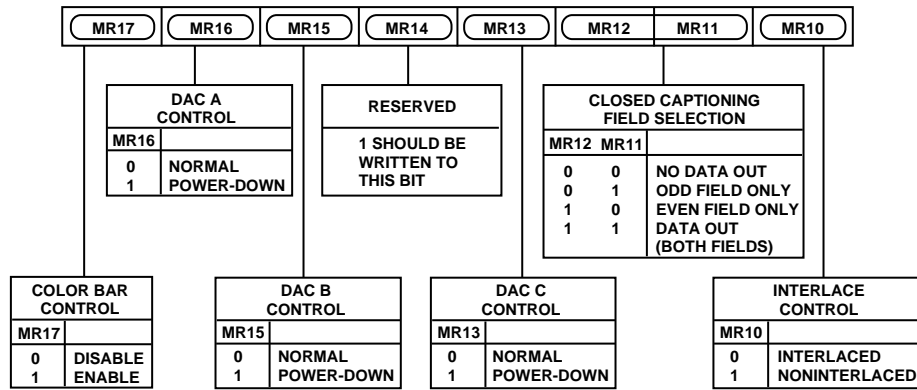 MR17 MR16 MR15 MR14 MR13 MR12 MR11 MR10
DAC A
CONTROL
MR16
0 NORMAL
1 POWER-DOWN
RESERVED
1 SHOULD BE
WRITTEN TO
THIS BIT
CLOSED CAPTIONING
FIELD SELECTION
MR12 MR11
0 0 NO DATA OUT
0 1 ODD FIELD ONLY
1 0 EVEN FIELD ONLY
1 1 DATA OUT
(BOTH FIELDS)
COLOR BAR
CONTROL
MR17
0 DISABLE
1 ENABLE
DAC B
CONTROL
MR15
0 NORMAL
1 POWER-DOWN
DAC C
CONTROL
MR13
0 NORMAL
1 POWER-DOWN
INTERLACE
CONTROL
MR10
0 INTERLACED
1 NONINTERLACED